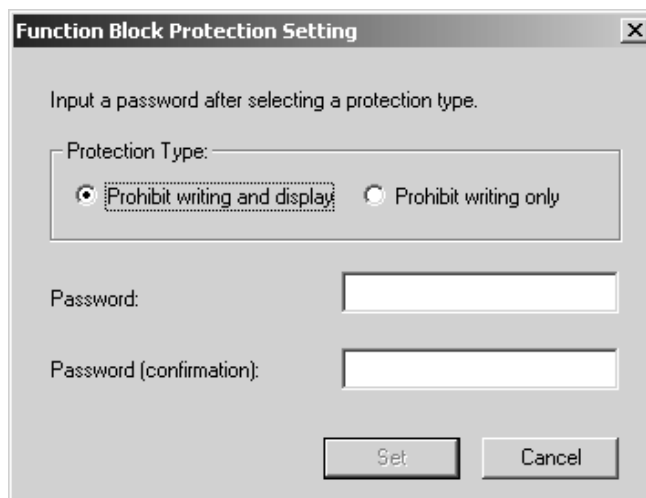 Function Block Protection Setting
Input a password after selecting a protection type.
Protection Type:
Prohibit writing and display Prohibit writing only
Password:
Password (confirmation):
Set Cancel